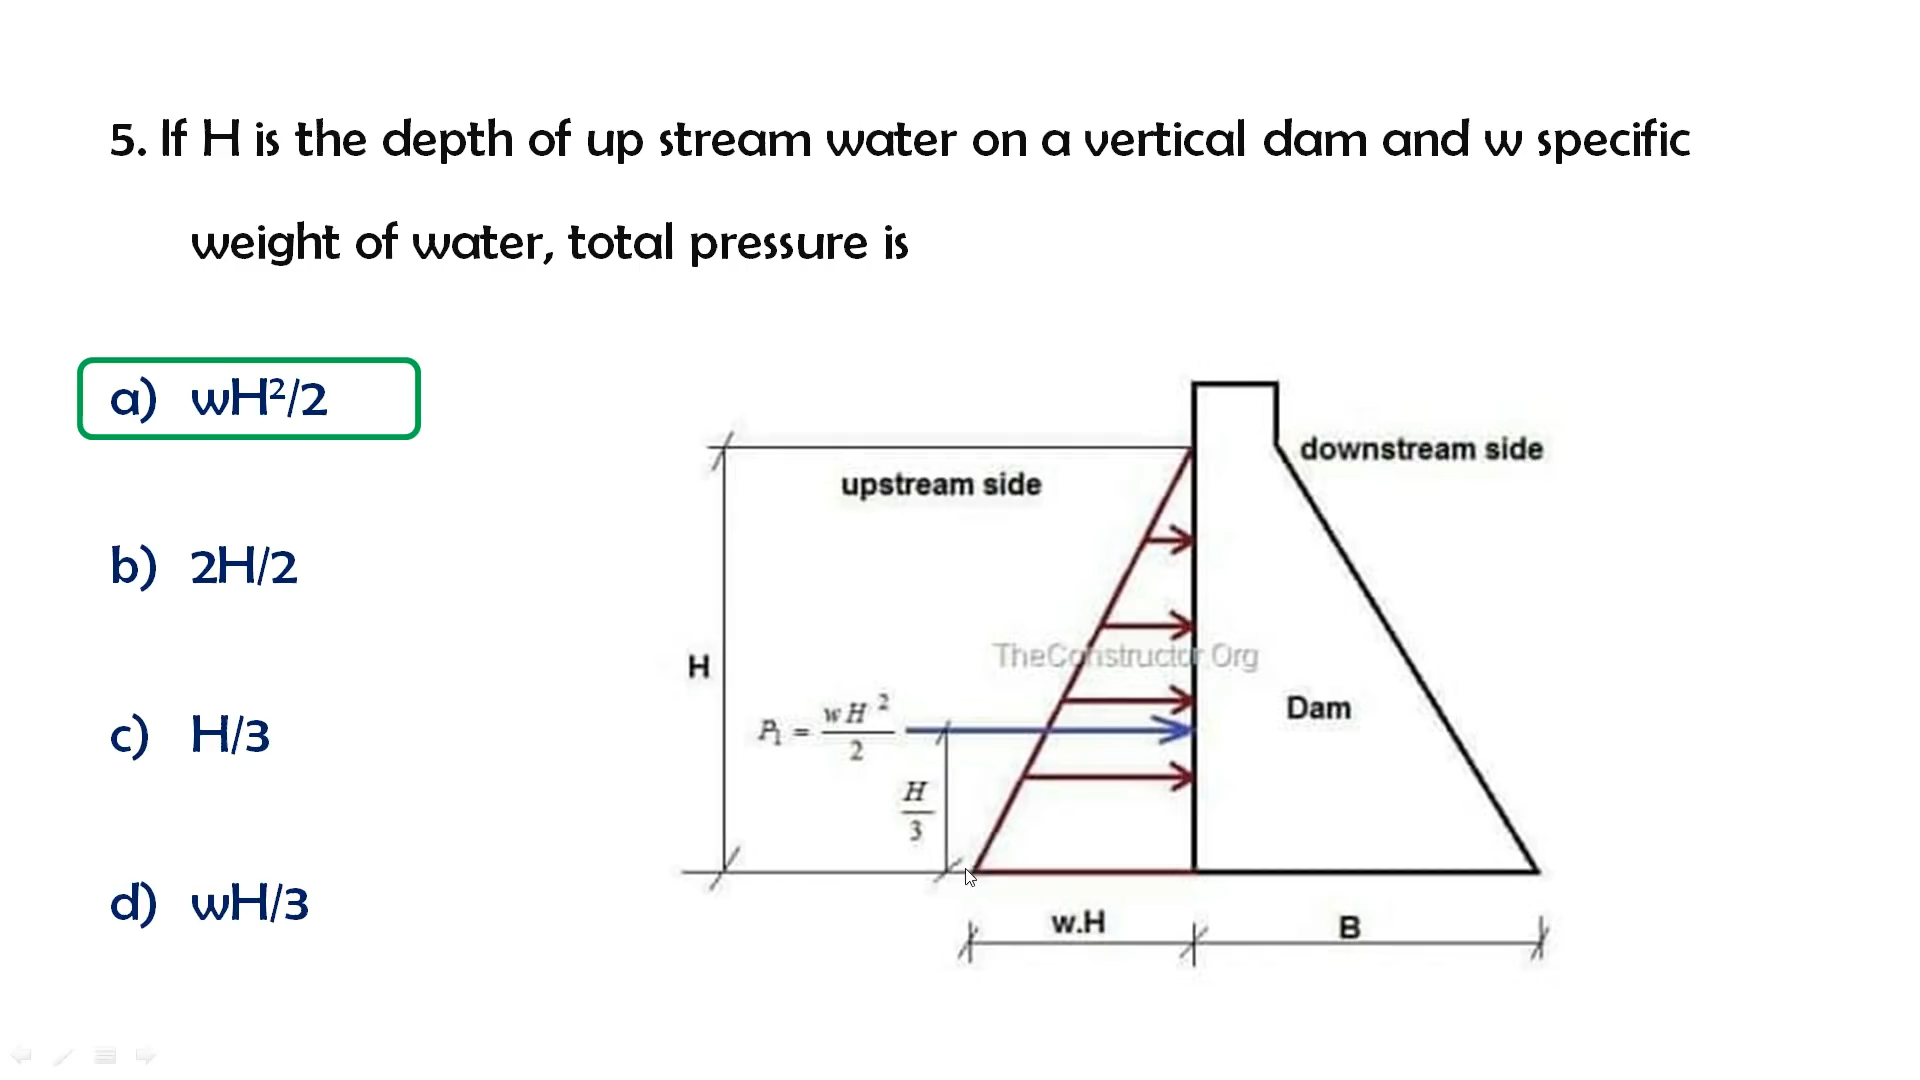 5. If H is the depth of up stream water on a vertical dam and w specific
weight of water, total pressure is
a) wH²/2
b) 2H/2
c) H/3
d) wH/3
downstream side
upstream side
TheConstructor.Org
H
Dam
P₁ = wH²/2
H/3
w.H
B